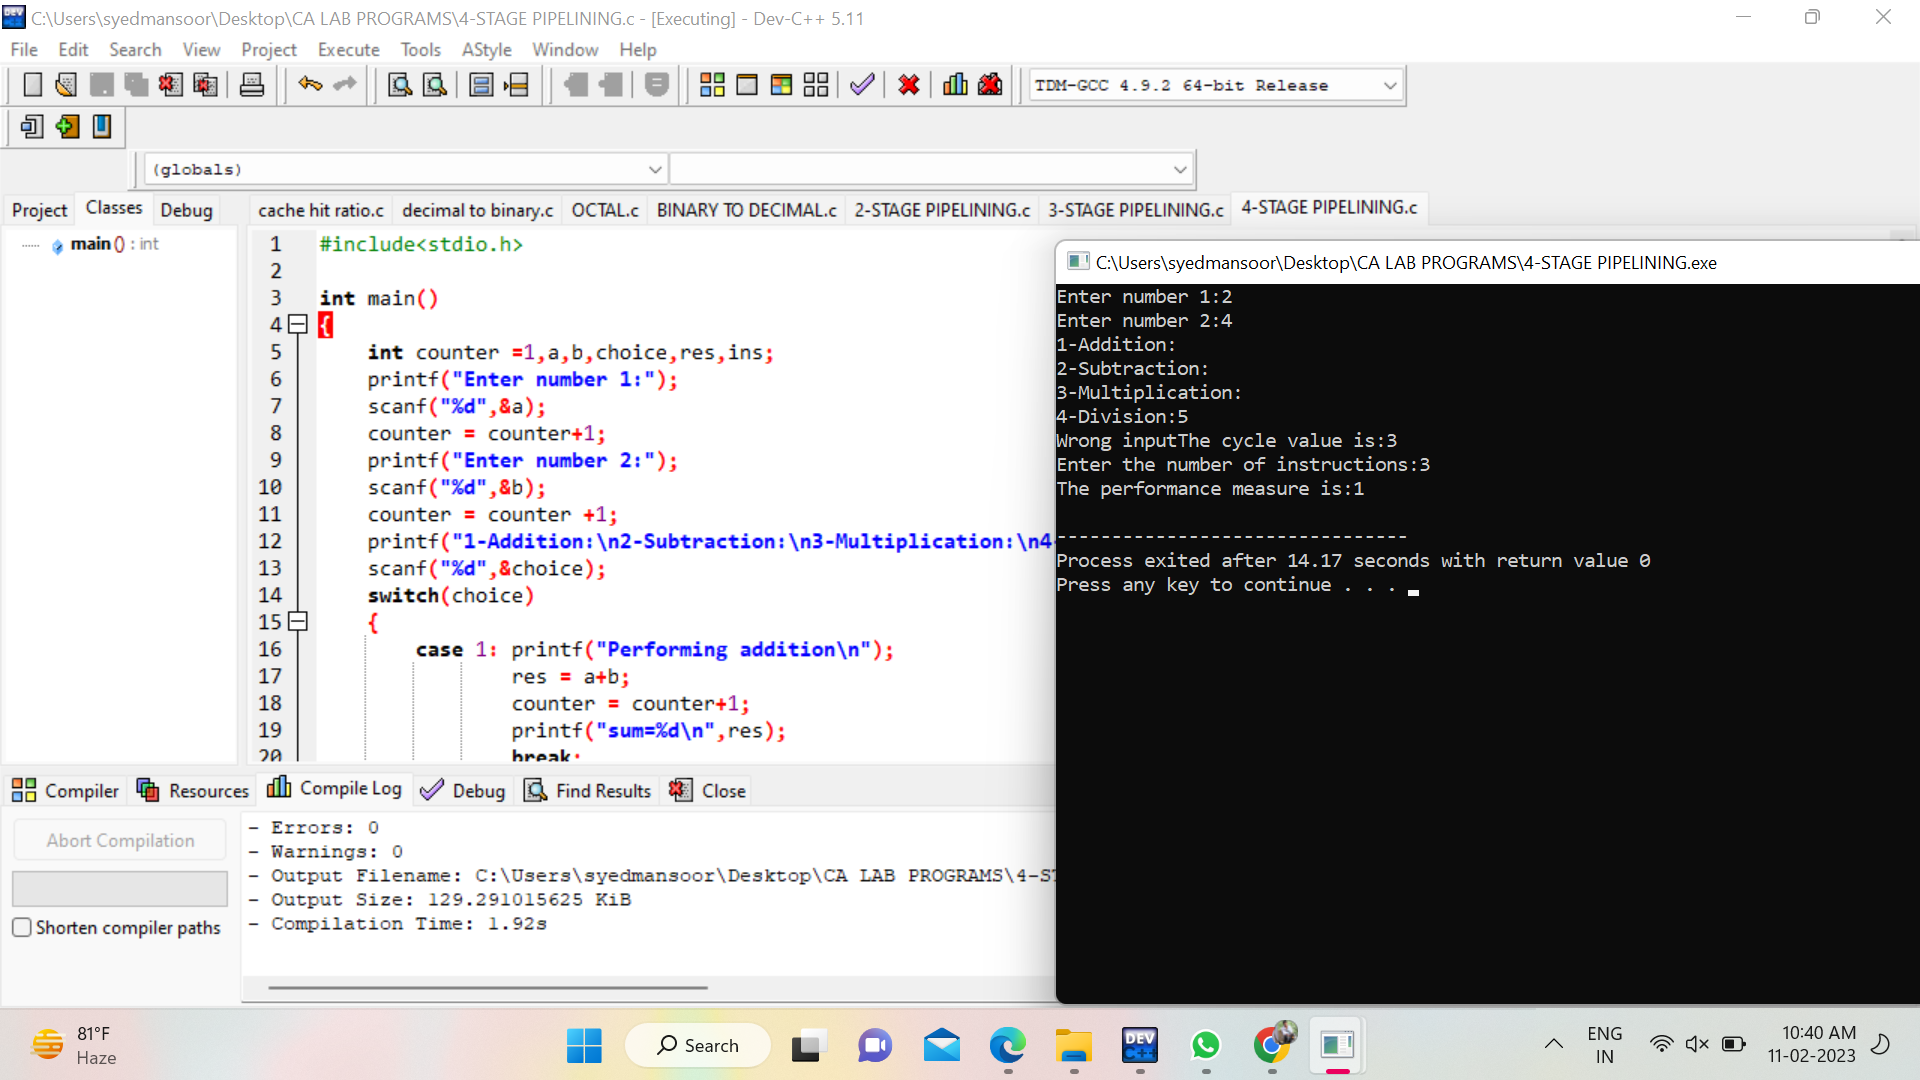 C:\Users\syedmansoor\Desktop\CA LAB PROGRAMS\4-STAGE PIPELINING.c - [Executing] - Dev-C++ 5.11
File Edit Search View Project Execute Tools AStyle Window Help
TDM-GCC 4.9.2 64-bit Release
(globals)
Project Classes Debug
cache hit ratio.c decimal to binary.c OCTAL.c BINARY TO DECIMAL.c 2-STAGE PIPELINING.c 3-STAGE PIPELINING.c 4-STAGE PIPELINING.c
main () : int
1 #include<stdio.h>
2
3 int main()
4 {
5 int counter =1,a,b,choice,res,ins;
6 printf("Enter number 1:");
7 scanf("%d",&a);
8 counter = counter+1;
9 printf("Enter number 2:");
10 scanf("%d",&b);
11 counter = counter +1;
12 printf("1-Addition:\n2-Subtraction:\n3-Multiplication:\n4-
13 scanf("%d",&choice);
14 switch(choice)
15 {
16 case 1: printf("Performing addition\n");
17 res = a+b;
18 counter = counter+1;
19 printf("sum=%d\n",res);
20 break;
C:\Users\syedmansoor\Desktop\CA LAB PROGRAMS\4-STAGE PIPELINING.exe
Enter number 1:2
Enter number 2:4
1-Addition:
2-Subtraction:
3-Multiplication:
4-Division:5
Wrong inputThe cycle value is:3
Enter the number of instructions:3
The performance measure is:1
--------------------------------
Process exited after 14.17 seconds with return value 0
Press any key to continue . . .
Compiler Resources Compile Log Debug Find Results Close
Abort Compilation
Shorten compiler paths
- Errors: 0
- Warnings: 0
- Output Filename: C:\Users\syedmansoor\Desktop\CA LAB PROGRAMS\4-ST
- Output Size: 129.291015625 KiB
- Compilation Time: 1.92s
81°F
Haze
Search
DEV
C++
ENG
IN
10:40 AM
11-02-2023